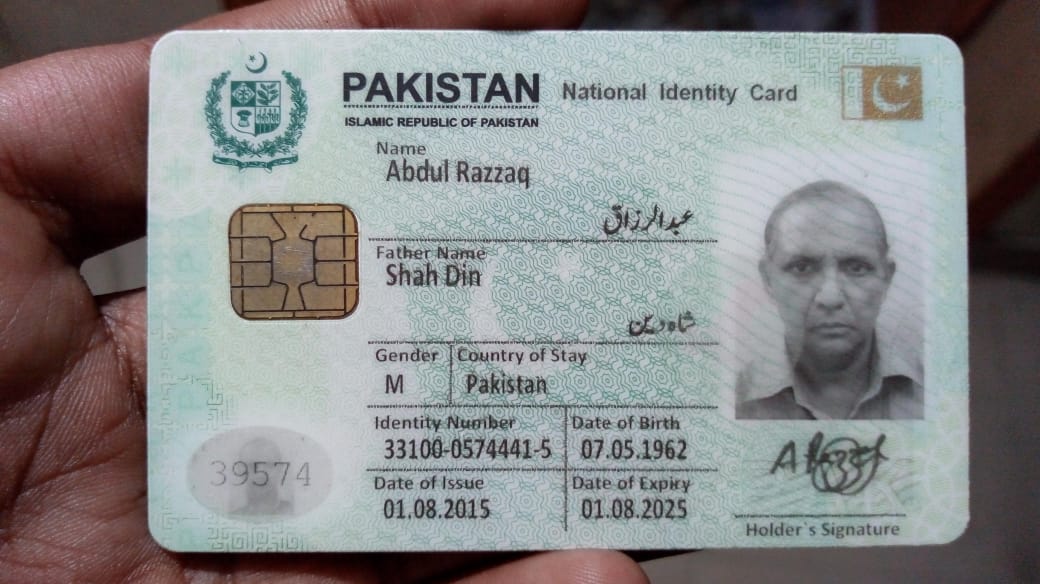 PAKISTAN National Identity Card
ISLAMIC REPUBLIC OF PAKISTAN
Name
Abdul Razzaq
عبدالرزاق
Father Name
Shah Din
شاہ دین
Gender Country of Stay
M Pakistan
Identity Number Date of Birth
33100-0574441-5 07.05.1962
Date of Issue Date of Expiry
01.08.2015 01.08.2025
39574
A Razzaq
Holder`s Signature